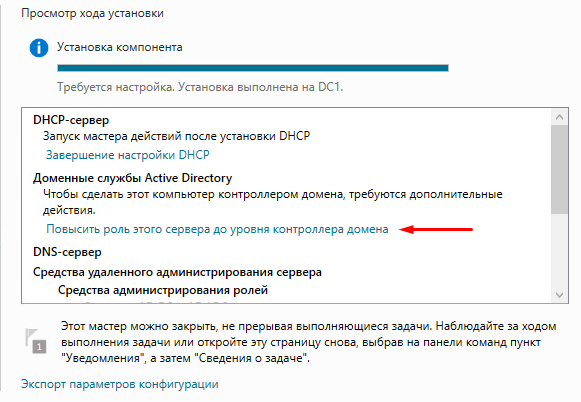 Просмотр хода установки
Установка компонента
Требуется настройка. Установка выполнена на DC1.
DHCP-сервер
Запуск мастера действий после установки DHCP
Завершение настройки DHCP
Доменные службы Active Directory
Чтобы сделать этот компьютер контроллером домена, требуются дополнительные
действия.
Повысить роль этого сервера до уровня контроллера домена
DNS-сервер
Средства удаленного администрирования сервера
Средства администрирования ролей
1
Этот мастер можно закрыть, не прерывая выполняющиеся задачи. Наблюдайте за ходом
выполнения задачи или откройте эту страницу снова, выбрав на панели команд пункт
"Уведомления", а затем "Сведения о задаче".
Экспорт параметров конфигурации